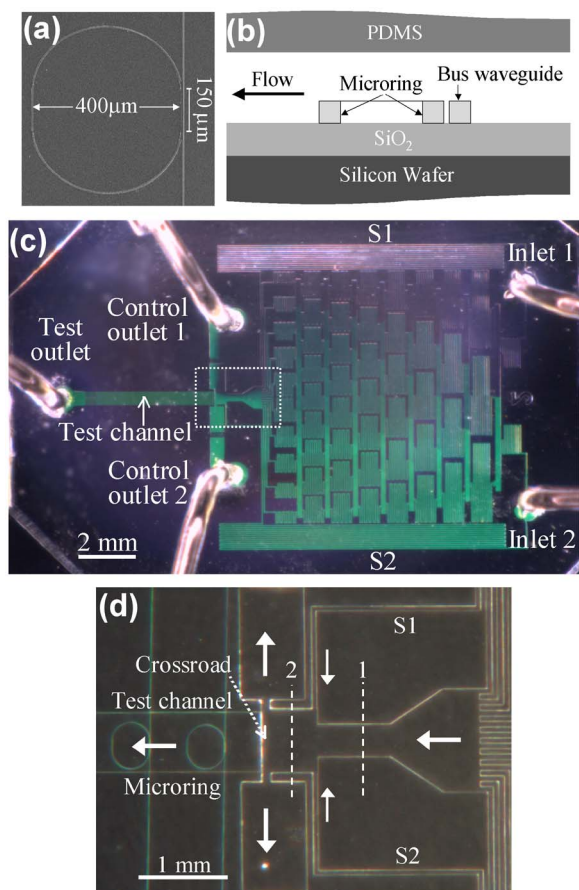 (a)
400μm
150 μm
(b)
PDMS
Flow
Microring
Bus waveguide
SiO2
Silicon Wafer
(c)
S1
Inlet 1
Control
outlet 1
Test
outlet
Test channel
Control
outlet 2
2 mm
S2
Inlet 2
(d)
S1
Crossroad
2
1
Test channel
Microring
1 mm
S2